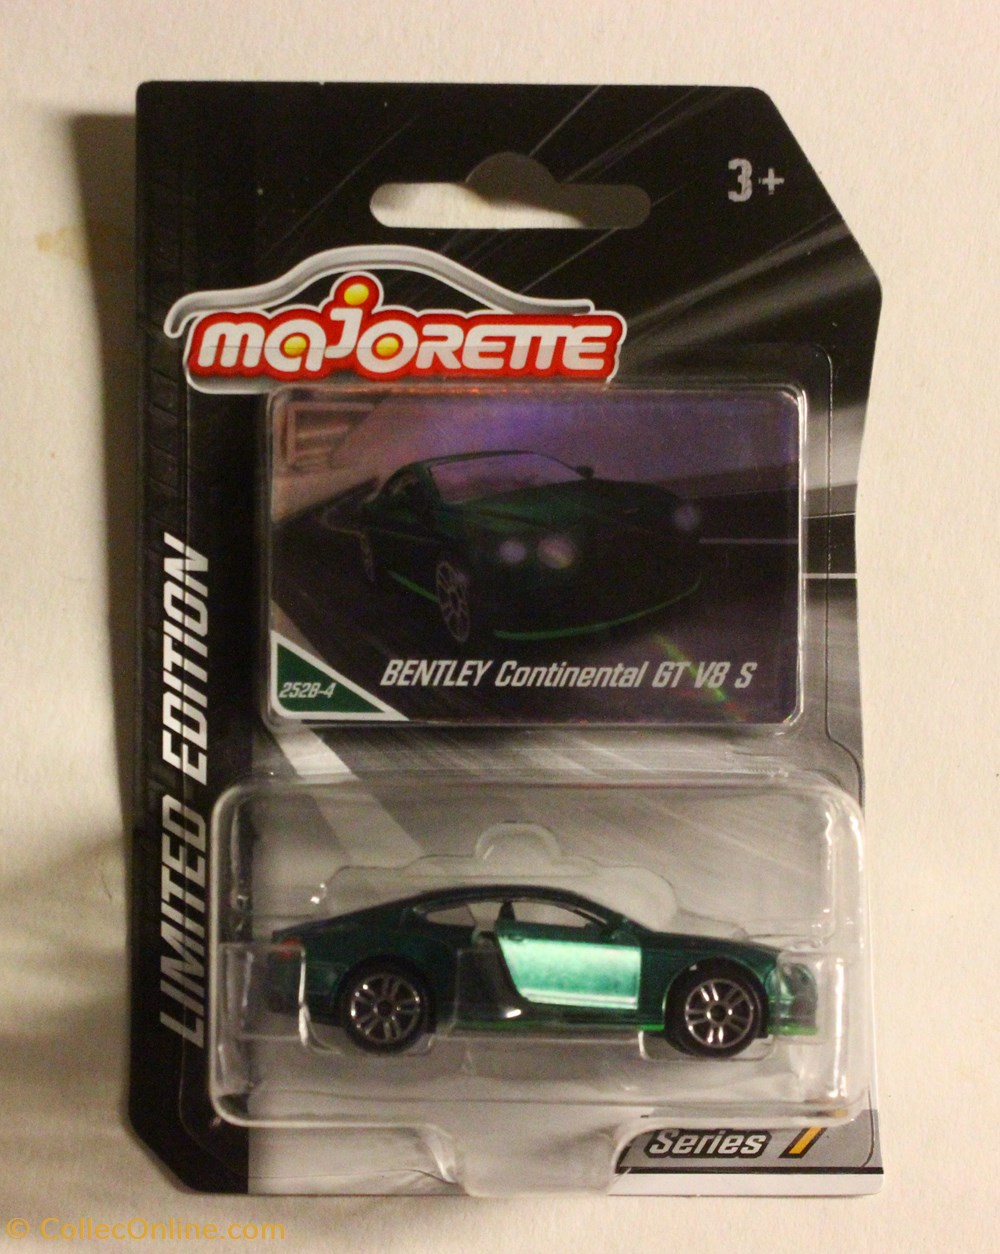 3+
majORETTE
LIMITED EDITION
BENTLEY Continental GT V8 S
252B-4
Series 1
© CollecOnline.com